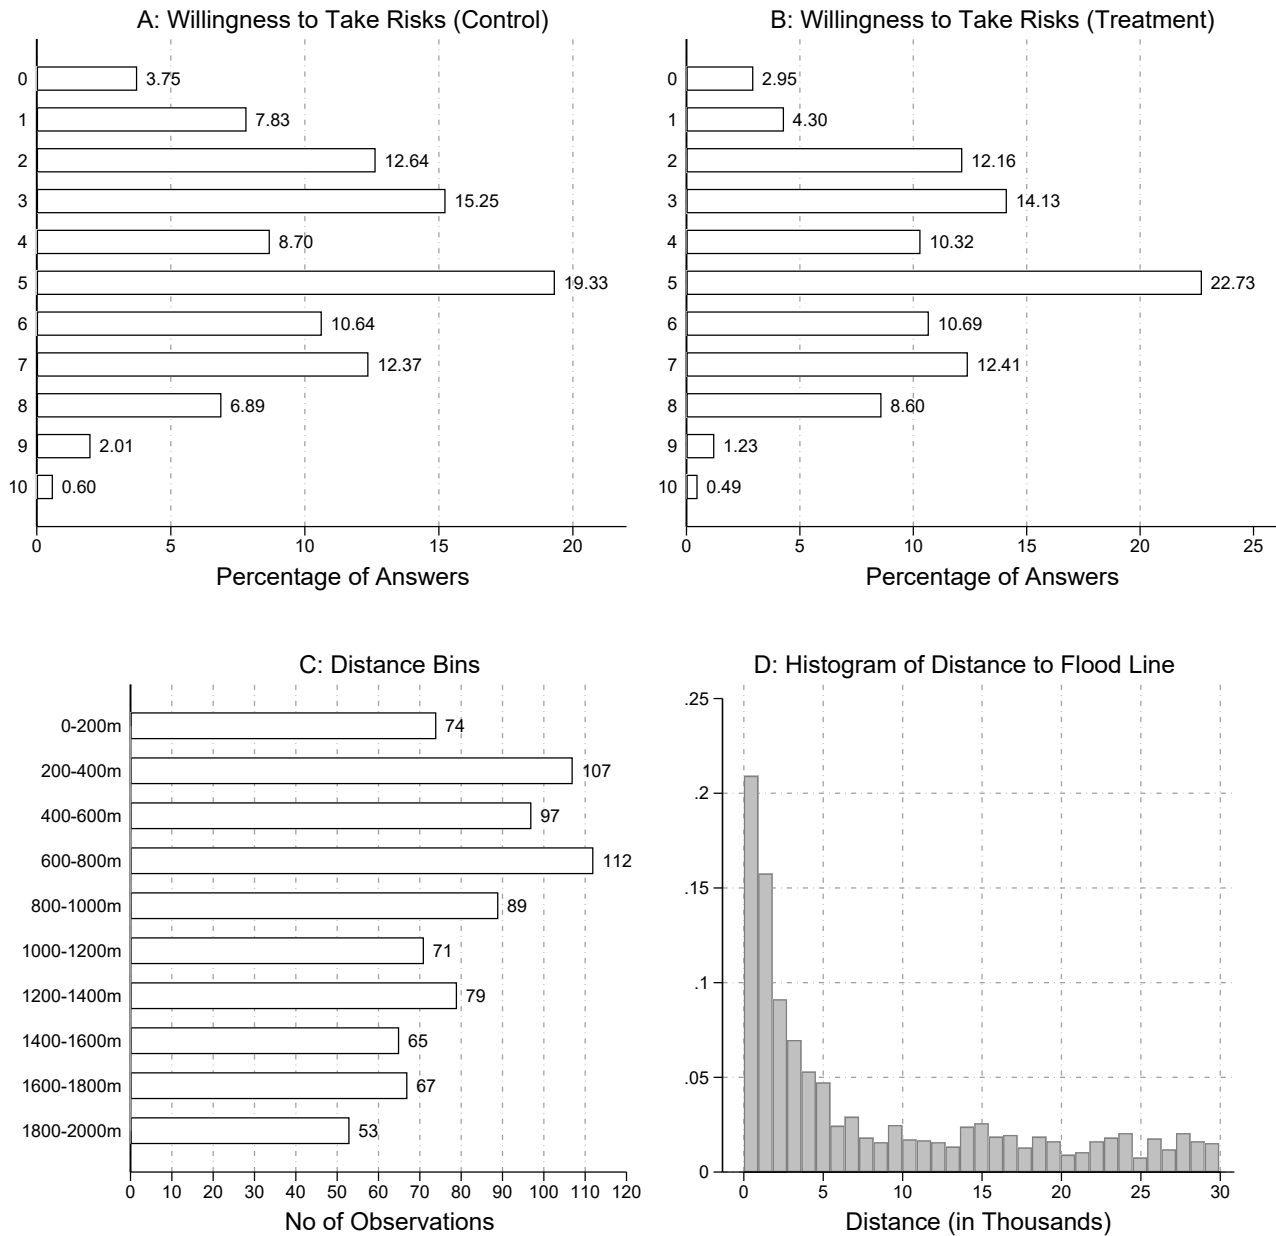 A: Willingness to Take Risks (Control)
0 3.75
1 7.83
2 12.64
3 15.25
4 8.70
5 19.33
6 10.64
7 12.37
8 6.89
9 2.01
10 0.60
0 5 10 15 20
Percentage of Answers
B: Willingness to Take Risks (Treatment)
0 2.95
1 4.30
2 12.16
3 14.13
4 10.32
5 22.73
6 10.69
7 12.41
8 8.60
9 1.23
10 0.49
0 5 10 15 20 25
Percentage of Answers
C: Distance Bins
0-200m 74
200-400m 107
400-600m 97
600-800m 112
800-1000m 89
1000-1200m 71
1200-1400m 79
1400-1600m 65
1600-1800m 67
1800-2000m 53
0 10 20 30 40 50 60 70 80 90 100 110 120
No of Observations
D: Histogram of Distance to Flood Line
.25
.2
.15
.1
.05
0
0 5 10 15 20 25 30
Distance (in Thousands)